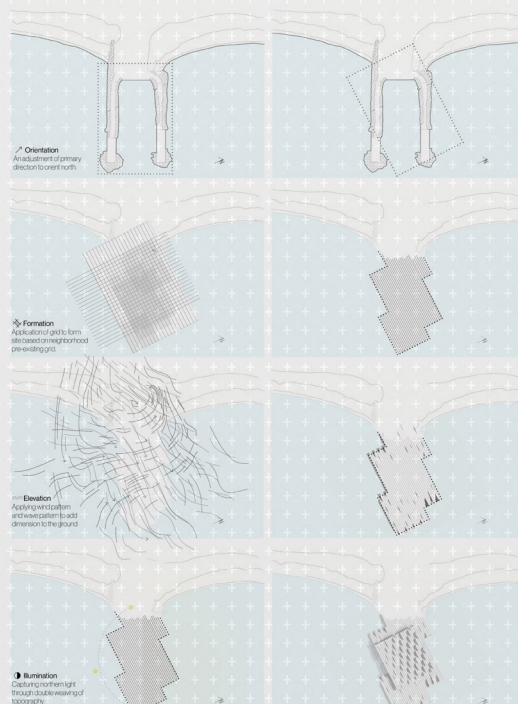 Orientation
An adjustment of primary
direction to orient north.
Formation
Application of grid to form
site based on neighborhood
pre-existing grid.
Elevation
Applying wind pattern
and wave pattern to add
dimension to the ground
Illumination
Capturing northern light
through double weaving of
topography.